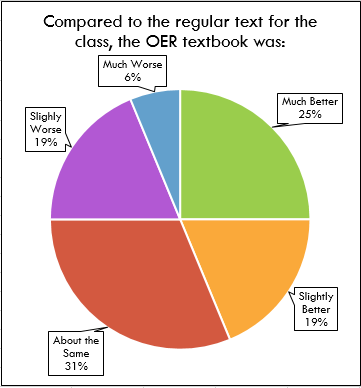 Compared to the regular text for the
class, the OER textbook was:
Much Worse
6%
Much Better
25%
Slighly
Worse
19%
Slightly
Better
19%
About the
Same
31%